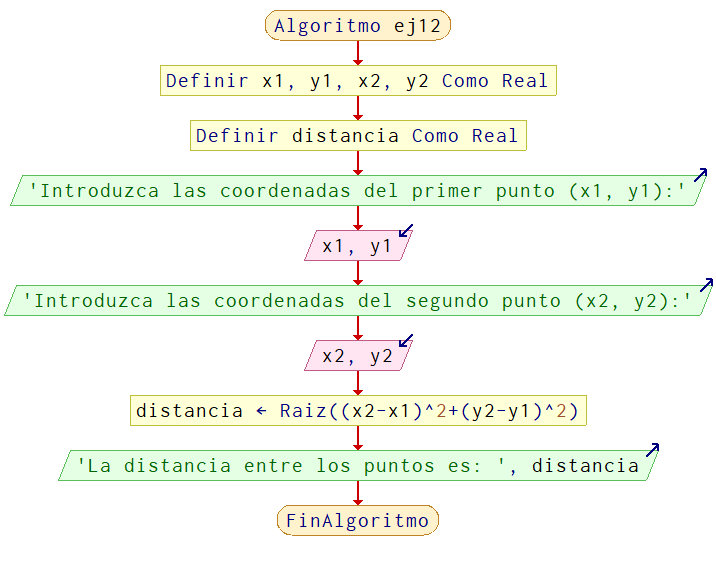 Algoritmo ej12
Definir x1, y1, x2, y2 Como Real
Definir distancia Como Real
'Introduzca las coordenadas del primer punto (x1, y1):'
x1, y1
'Introduzca las coordenadas del segundo punto (x2, y2):'
x2, y2
distancia ← Raiz((x2-x1)^2+(y2-y1)^2)
'La distancia entre los puntos es: ', distancia
FinAlgoritmo